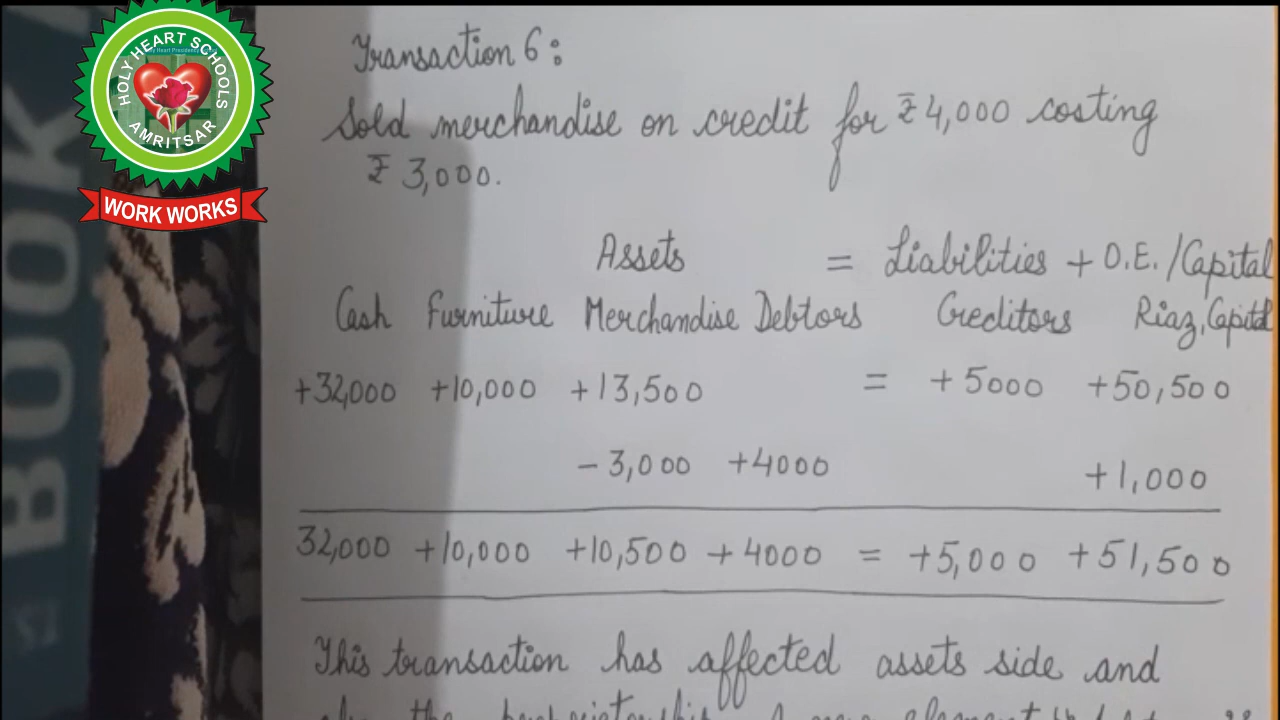 HOLY HEART SCHOOLS
AMRITSAR
WORK WORKS
BOOK
Transaction 6:
Sold merchandise on credit for ₹4,000 costing
₹ 3,000.
Assets = Liabilities + O.E./Capital
Cash Furniture Merchandise Debtors Creditors Riaz, Capital
+32,000 +10,000 +13,500 = +5000 +50,500
-3,000 +4000 +1,000
32,000 +10,000 +10,500 +4000 = +5,000 +51,500
This transaction has affected assets side and